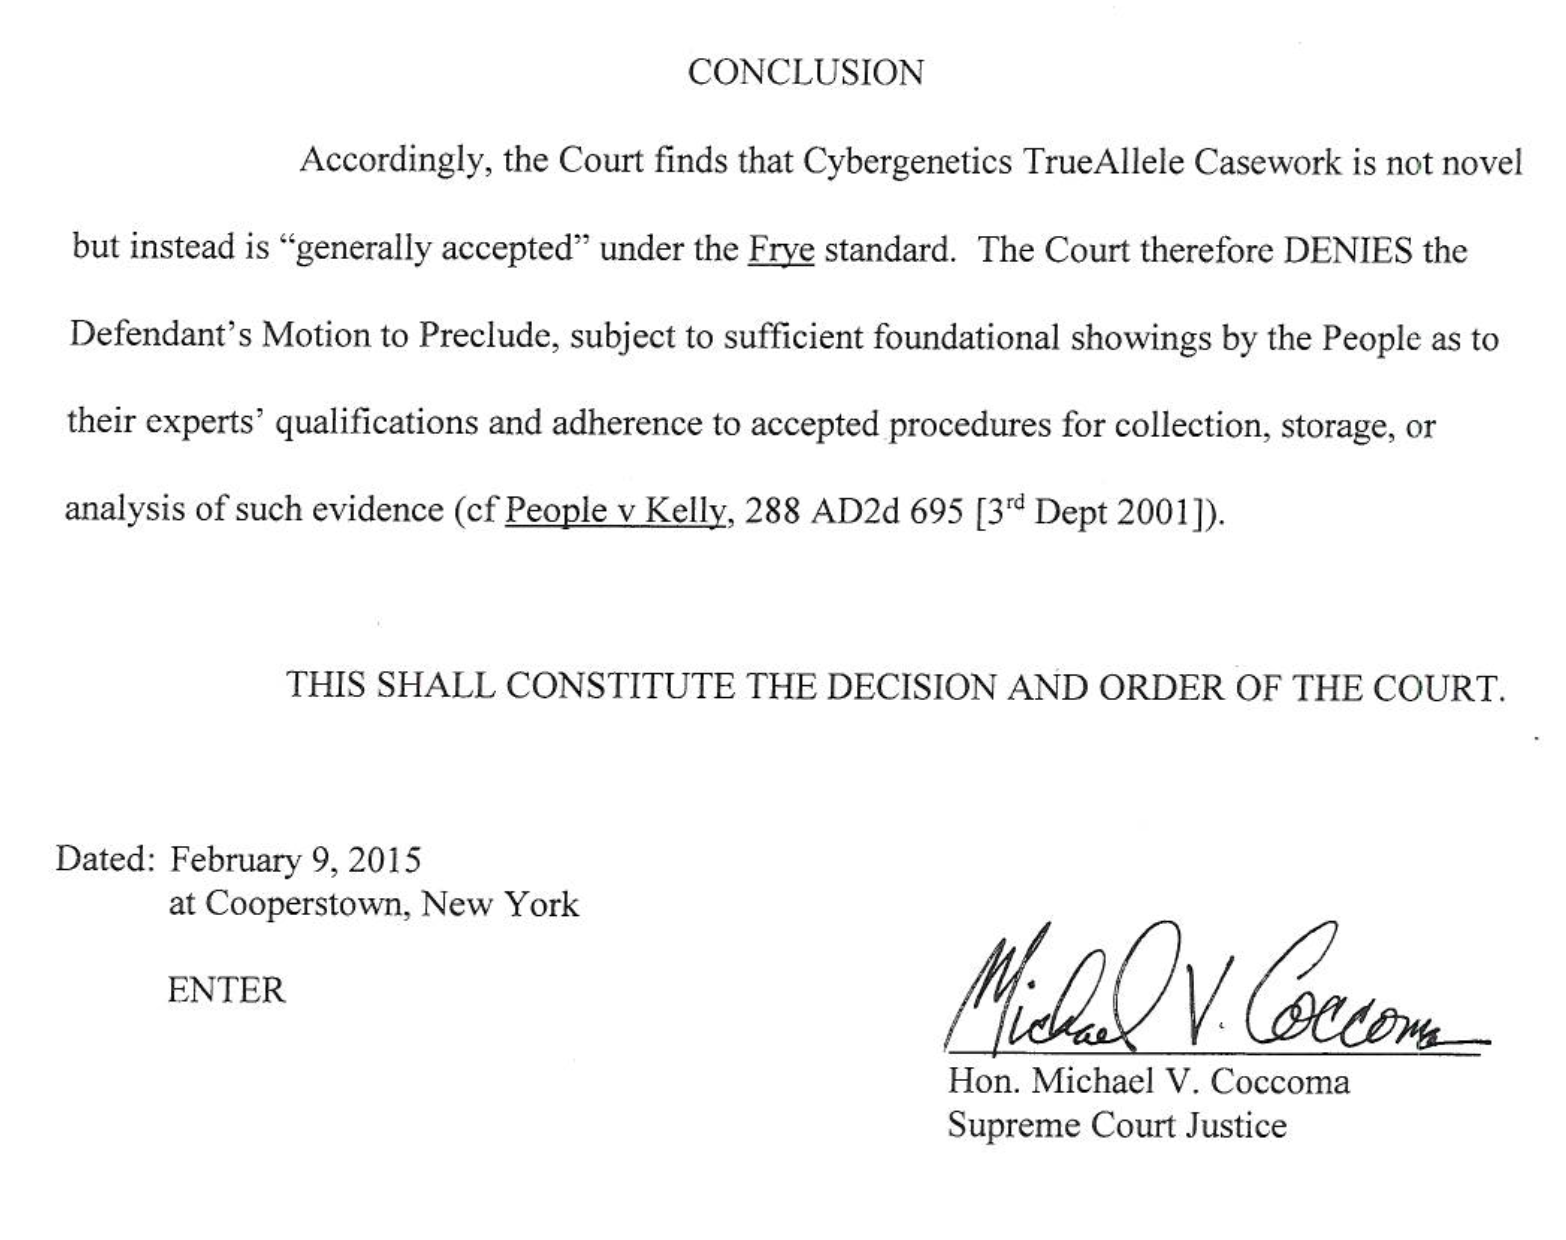 CONCLUSION
Accordingly, the Court finds that Cybergenetics TrueAllele Casework is not novel
but instead is “generally accepted” under the Frye standard. The Court therefore DENIES the
Defendant’s Motion to Preclude, subject to sufficient foundational showings by the People as to
their experts’ qualifications and adherence to accepted procedures for collection, storage, or
analysis of such evidence (cf People v Kelly, 288 AD2d 695 [3rd Dept 2001]).
THIS SHALL CONSTITUTE THE DECISION AND ORDER OF THE COURT.
Dated: February 9, 2015
at Cooperstown, New York
ENTER
Michael V. Coccoma
Hon. Michael V. Coccoma
Supreme Court Justice